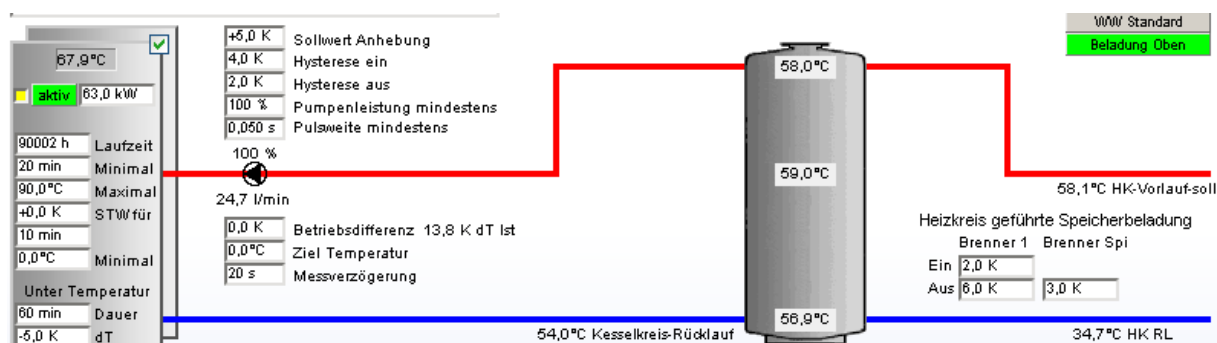 WW Standard
Beladung Oben
67,9°C
aktiv 63,0 kW
90002 h Laufzeit
20 min Minimal
90,0°C Maximal
+0,0 K STW für
10 min
0,0°C Minimal
Unter Temperatur
60 min Dauer
-5,0 K dT
+5,0 K Sollwert Anhebung
4,0 K Hysterese ein
2,0 K Hysterese aus
100 % Pumpenleistung mindestens
0,050 s Pulsweite mindestens
100 %
24,7 l/min
0,0 K Betriebsdifferenz 13,8 K dT Ist
0,0°C Ziel Temperatur
20 s Messverzögerung
58,0°C
59,0°C
56,9°C
54,0°C Kesselkreis-Rücklauf
58,1°C HK-Vorlauf-soll
Heizkreis geführte Speicherbeladung
Brenner 1 Brenner Spi
Ein 2,0 K
Aus 6,0 K 3,0 K
34,7°C HK RL